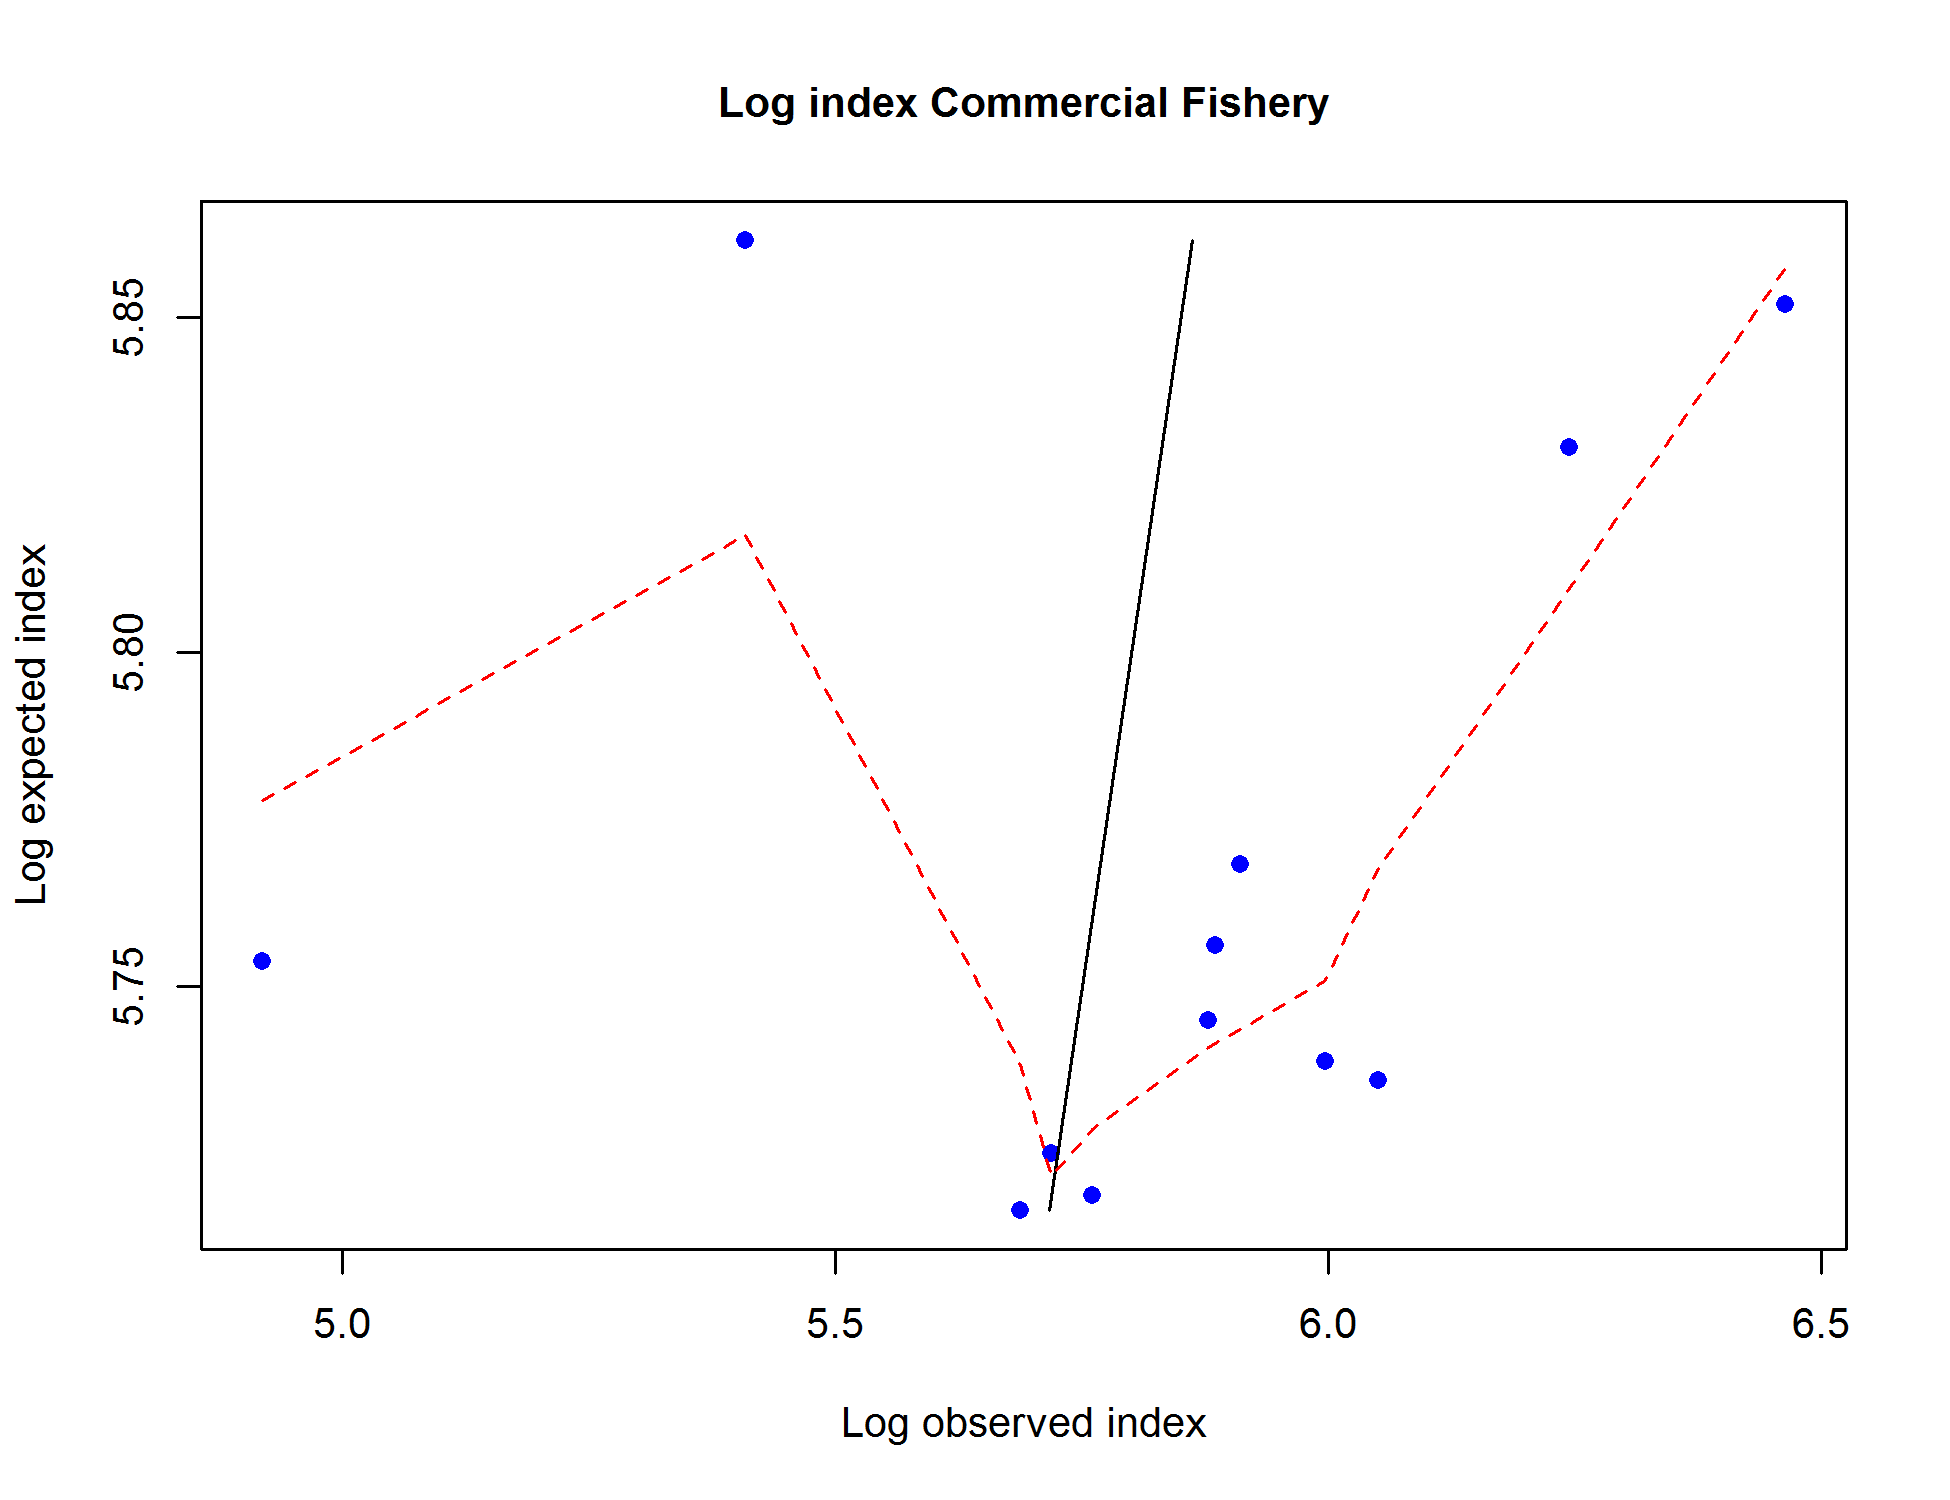 Log index Commercial Fishery
5.85
5.80
5.75
Log expected index
5.0 5.5 6.0 6.5
Log observed index